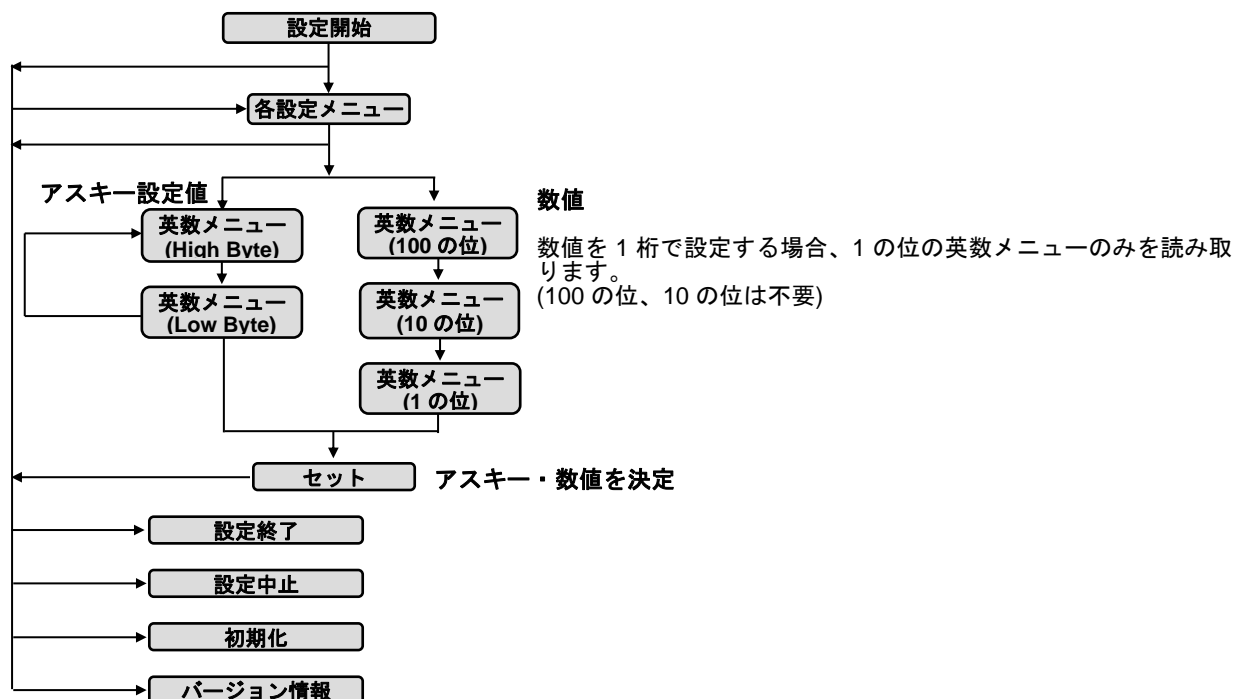 設定開始
各設定メニュー
アスキー設定値
英数メニュー
(High Byte)
英数メニュー
(Low Byte)
英数メニュー
(100 の位)
英数メニュー
(10 の位)
英数メニュー
(1 の位)
数値
数値を 1 桁で設定する場合、1 の位の英数メニューのみを読み取
ります。
(100 の位、10 の位は不要)
セット
アスキー・数値を決定
設定終了
設定中止
初期化
バージョン情報